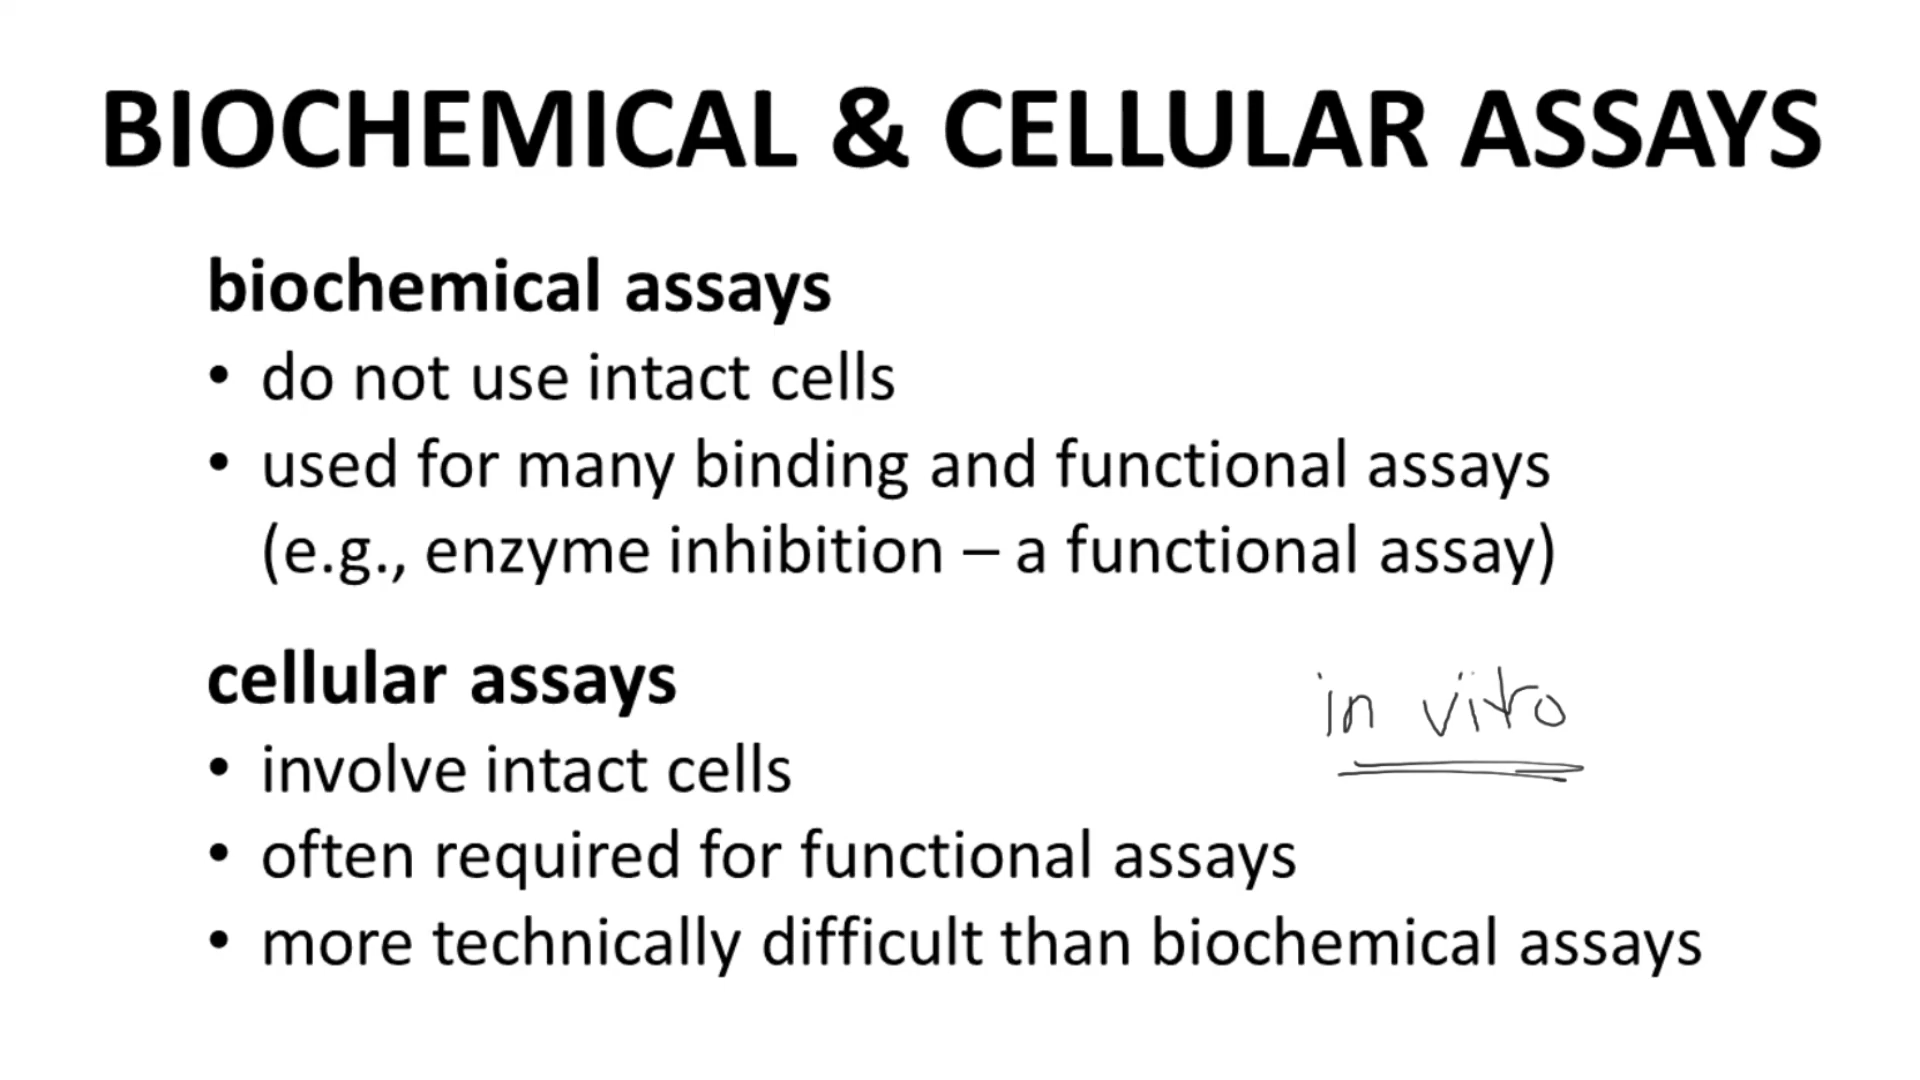 BIOCHEMICAL & CELLULAR ASSAYS
biochemical assays
• do not use intact cells
• used for many binding and functional assays
(e.g., enzyme inhibition – a functional assay)
cellular assays
in vitro
• involve intact cells
• often required for functional assays
• more technically difficult than biochemical assays